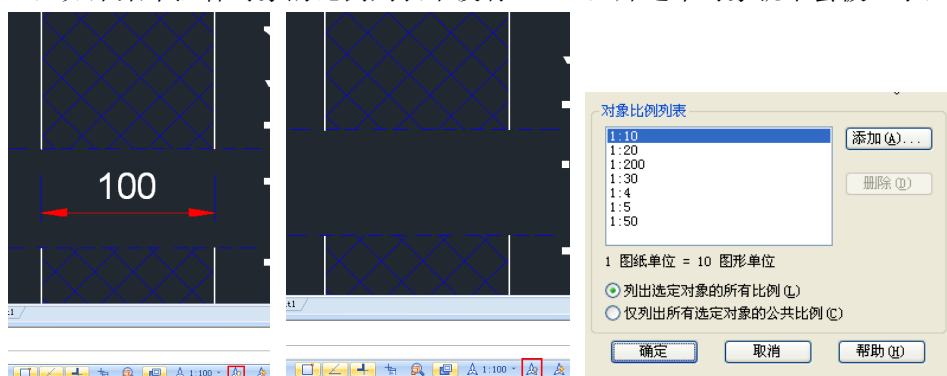 100
1:100
1:100
对象比例列表
1:10
1:20
1:200
1:30
1:4
1:5
1:50
添加(A)...
删除(D)
1 图纸单位 = 10 图形单位
列出选定对象的所有比例(L)
仅列出所有选定对象的公共比例(C)
确定
取消
帮助(H)